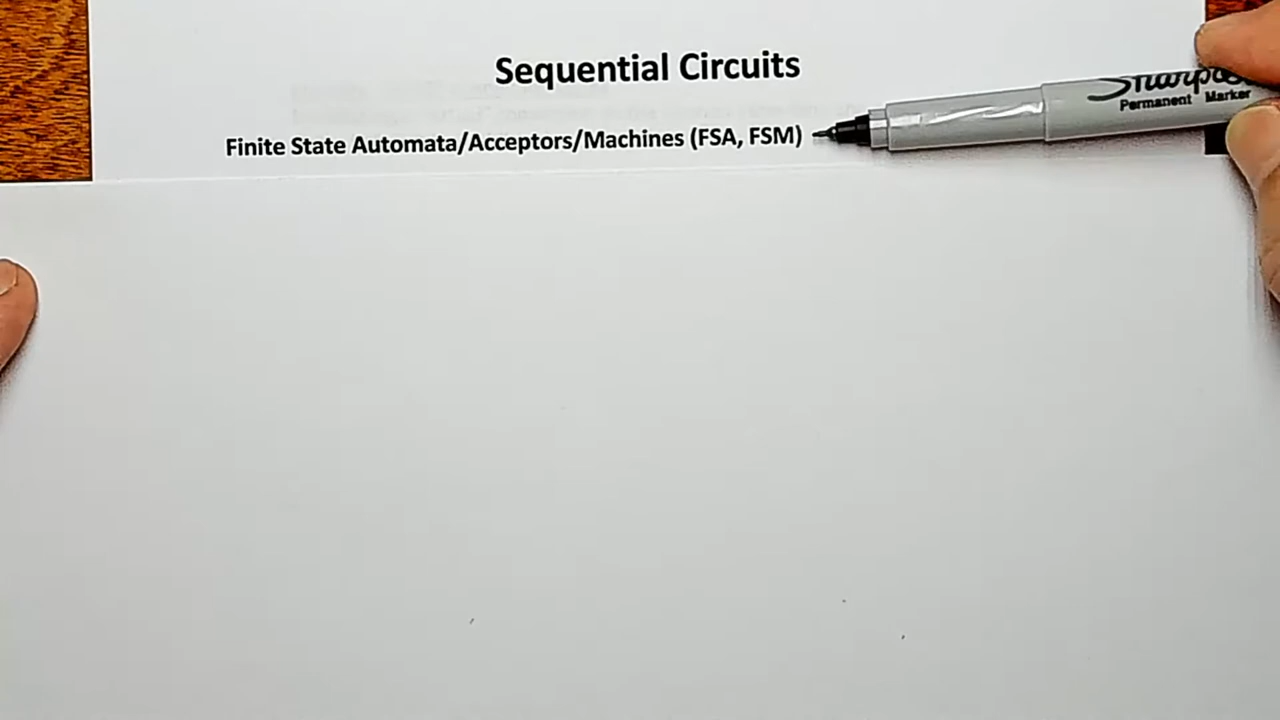 Sequential Circuits
Finite State Automata/Acceptors/Machines (FSA, FSM)
Sharpie
Permanent Marker